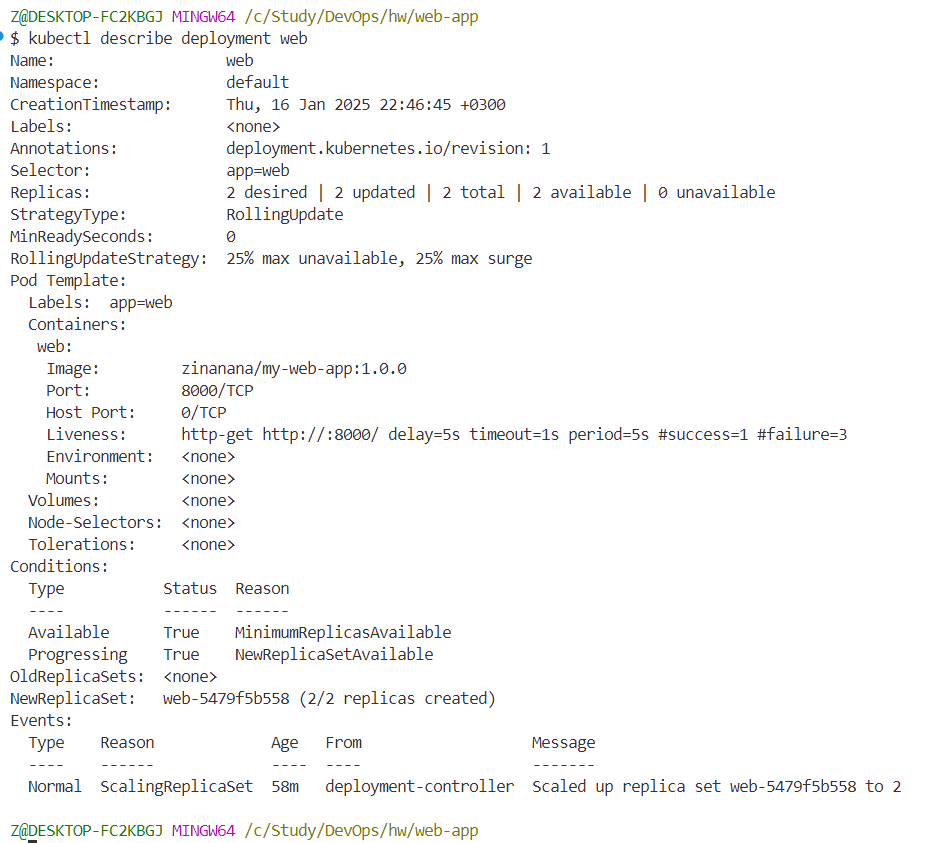 Z@DESKTOP-FC2KBGJ MINGW64 /c/Study/DevOps/hw/web-app
$ kubectl describe deployment web
Name:                   web
Namespace:              default
CreationTimestamp:      Thu, 16 Jan 2025 22:46:45 +0300
Labels:                 <none>
Annotations:            deployment.kubernetes.io/revision: 1
Selector:               app=web
Replicas:               2 desired | 2 updated | 2 total | 2 available | 0 unavailable
StrategyType:           RollingUpdate
MinReadySeconds:        0
RollingUpdateStrategy:  25% max unavailable, 25% max surge
Pod Template:
  Labels:  app=web
  Containers:
   web:
    Image:         zinanana/my-web-app:1.0.0
    Port:          8000/TCP
    Host Port:     0/TCP
    Liveness:      http-get http://:8000/ delay=5s timeout=1s period=5s #success=1 #failure=3
    Environment:   <none>
    Mounts:        <none>
  Volumes:         <none>
  Node-Selectors:  <none>
  Tolerations:     <none>
Conditions:
  Type           Status  Reason
  ----           ------  ------
  Available      True    MinimumReplicasAvailable
  Progressing    True    NewReplicaSetAvailable
OldReplicaSets:  <none>
NewReplicaSet:   web-5479f5b558 (2/2 replicas created)
Events:
  Type    Reason             Age   From                   Message
  ----    ------             ----  ----                   -------
  Normal  ScalingReplicaSet  58m   deployment-controller  Scaled up replica set web-5479f5b558 to 2
Z@DESKTOP-FC2KBGJ MINGW64 /c/Study/DevOps/hw/web-app